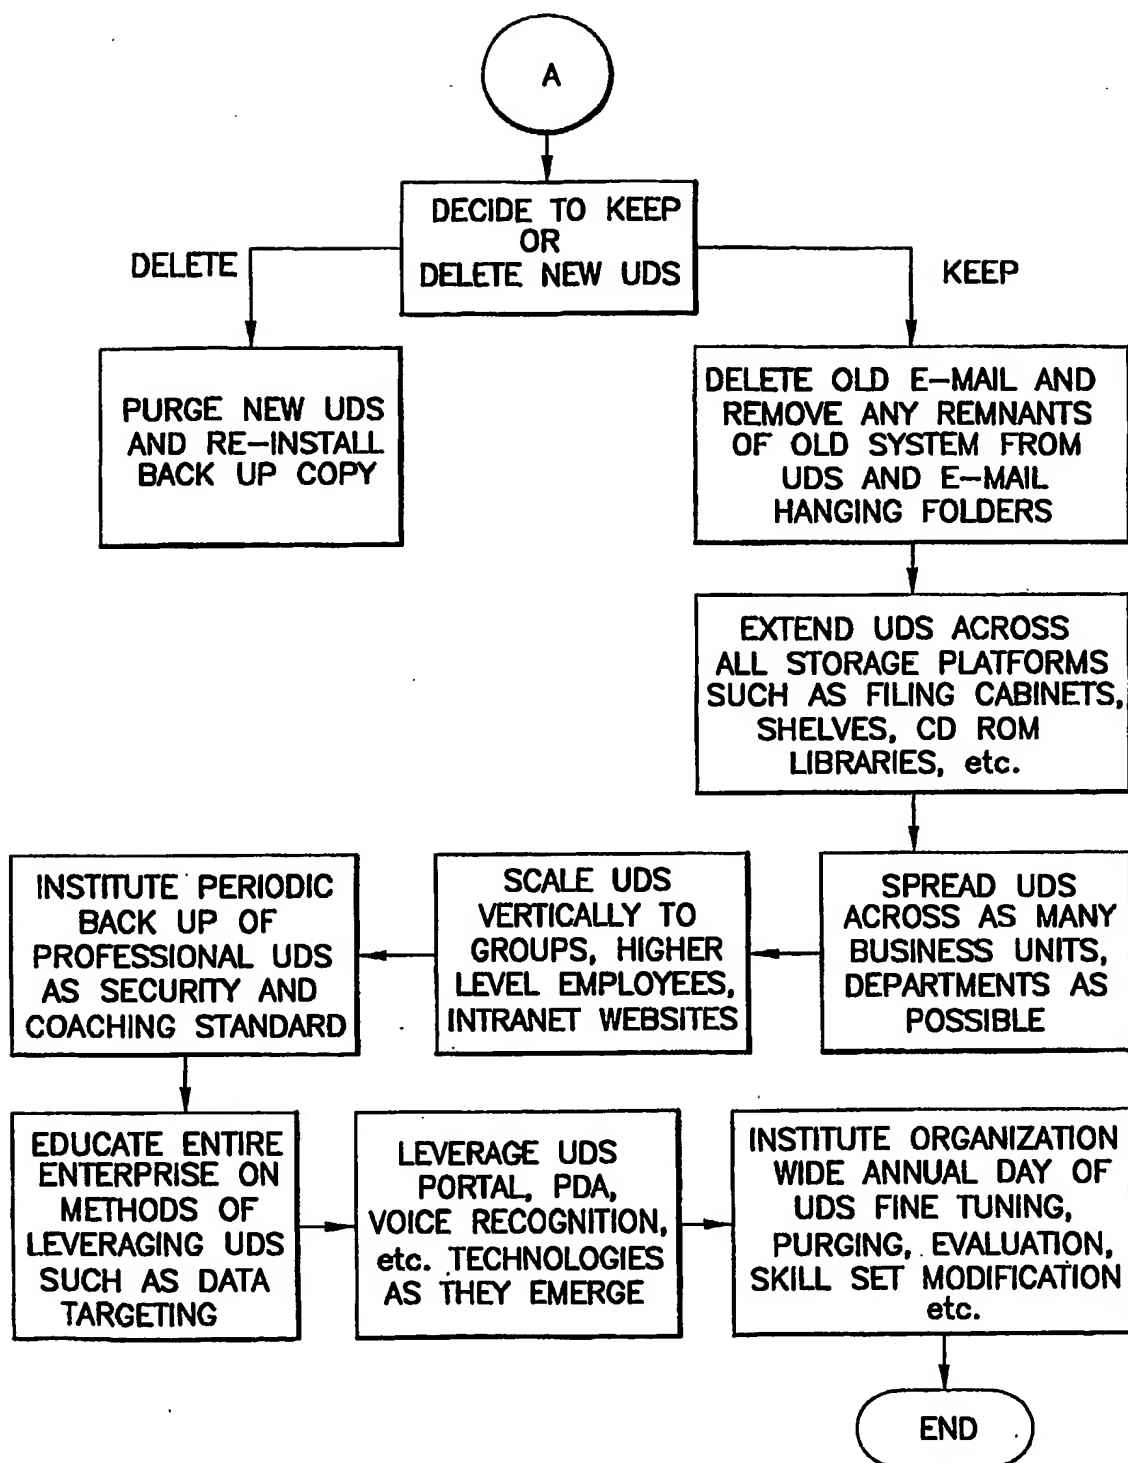 A
DECIDE TO KEEP
OR
DELETE NEW UDS
DELETE
KEEP
PURGE NEW UDS
AND RE-INSTALL
BACK UP COPY
DELETE OLD E-MAIL AND
REMOVE ANY REMNANTS
OF OLD SYSTEM FROM
UDS AND E-MAIL
HANGING FOLDERS
EXTEND UDS ACROSS
ALL STORAGE PLATFORMS
SUCH AS FILING CABINETS,
SHELVES, CD ROM
LIBRARIES, etc.
SPREAD UDS
ACROSS AS MANY
BUSINESS UNITS,
DEPARTMENTS AS
POSSIBLE
SCALE UDS
VERTICALLY TO
GROUPS, HIGHER
LEVEL EMPLOYEES,
INTRANET WEBSITES
INSTITUTE PERIODIC
BACK UP OF
PROFESSIONAL UDS
AS SECURITY AND
COACHING STANDARD
EDUCATE ENTIRE
ENTERPRISE ON
METHODS OF
LEVERAGING UDS
SUCH AS DATA
TARGETING
LEVERAGE UDS
PORTAL, PDA,
VOICE RECOGNITION,
etc. TECHNOLOGIES
AS THEY EMERGE
INSTITUTE ORGANIZATION
WIDE ANNUAL DAY OF
UDS FINE TUNING,
PURGING, EVALUATION,
SKILL SET MODIFICATION
etc.
END